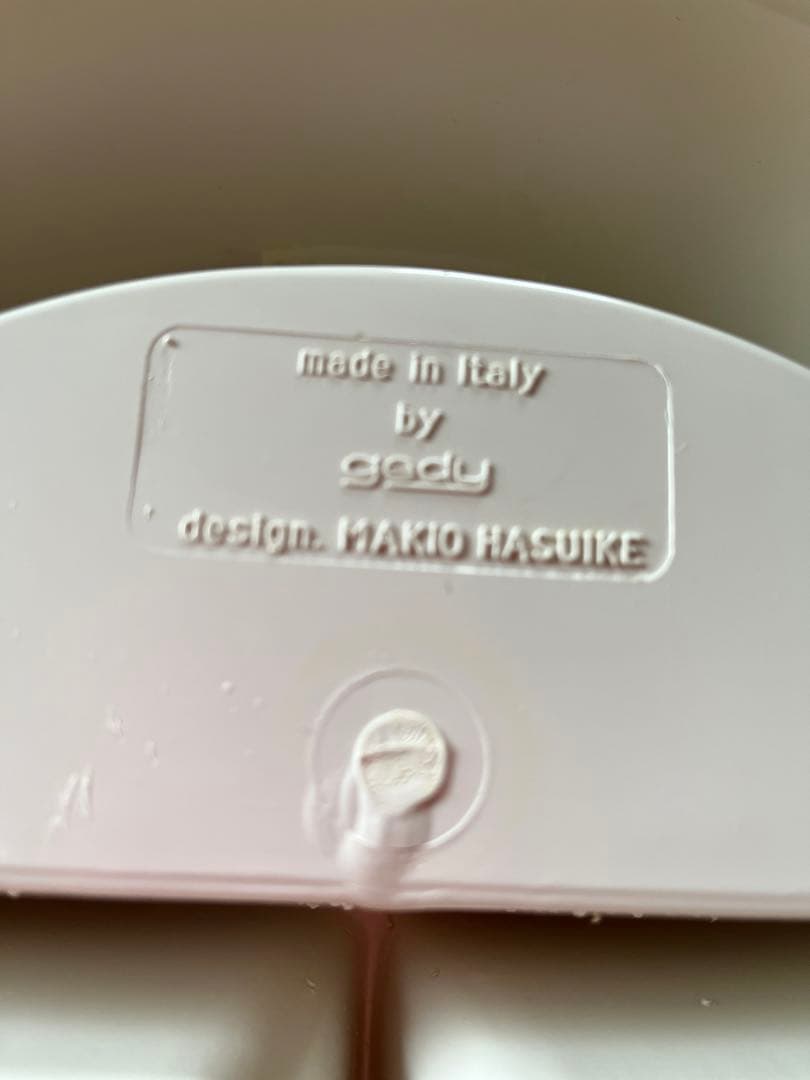 made in Italy
by
gedy
design. MAKIO HASUIKE